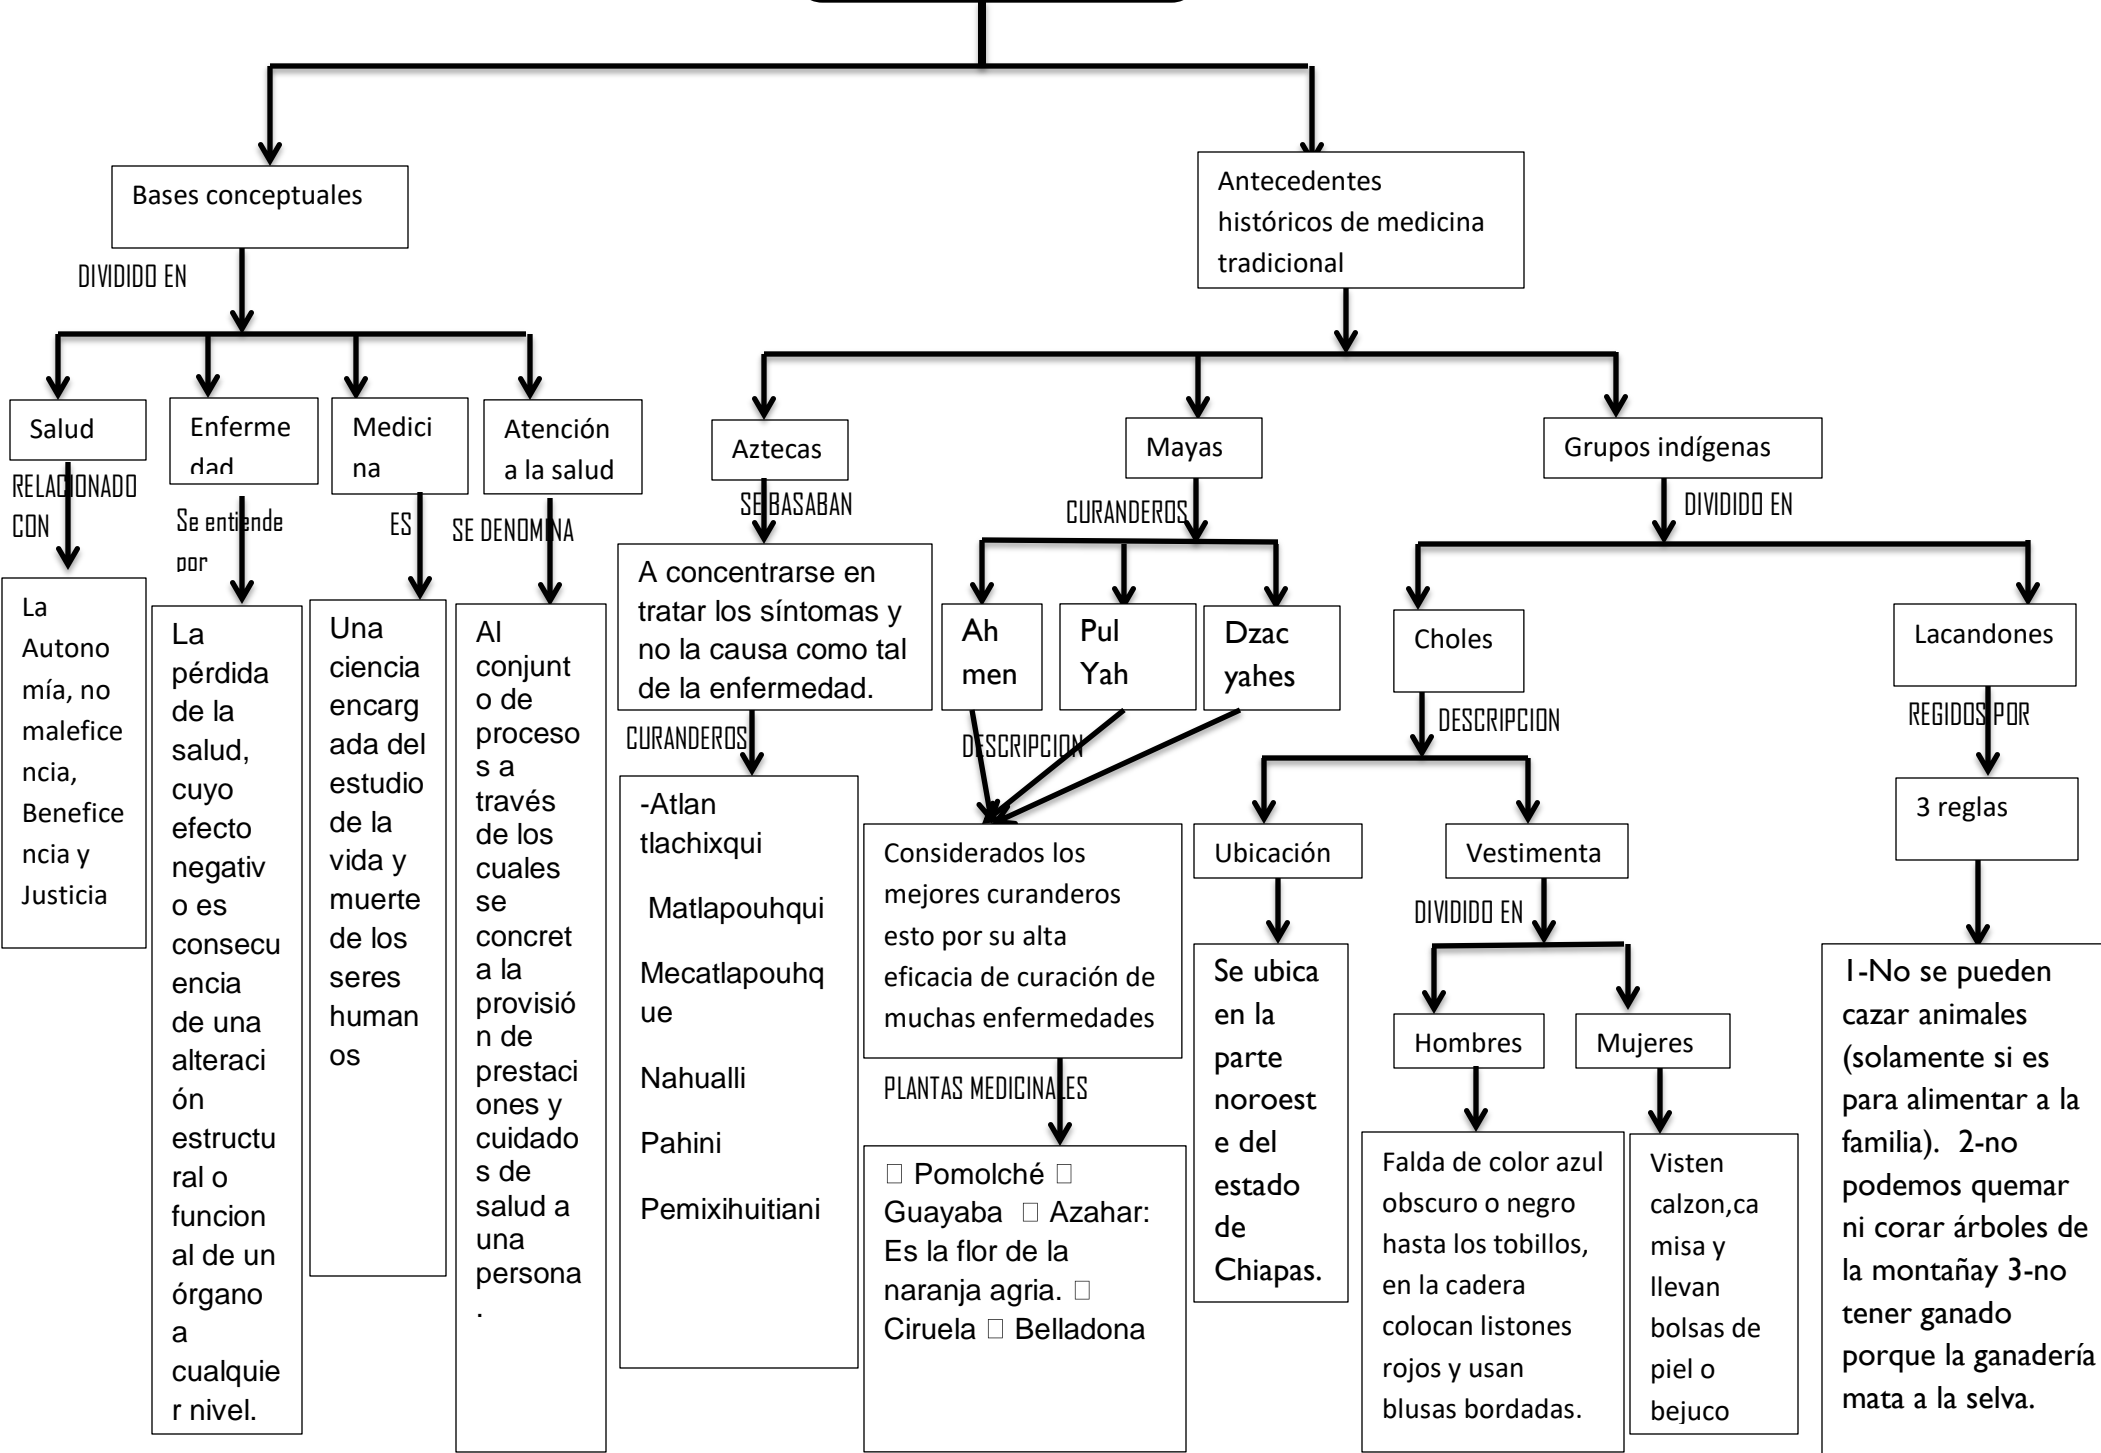 Bases conceptuales
Antecedentes
históricos de medicina
tradicional
DIVIDIDO EN
Salud
Enferme
dad
Medici
na
Atención
a la salud
Aztecas
Mayas
Grupos indígenas
RELACIONADO
CON
Se entiende
por
ES
SE DENOMINA
SE BASABAN
CURANDEROS
DIVIDIDO EN
La
Autono
mía, no
malefice
ncia,
Benefice
ncia y
Justicia
La
pérdida
de la
salud,
cuyo
efecto
negativ
o es
consecu
encia
de una
alteraci
ón
estructu
ral o
funcion
al de un
órgano
a
cualquie
r nivel.
Una
ciencia
encarg
ada del
estudio
de la
vida y
muerte
de los
seres
human
os
Al
conjunt
o de
proceso
s a
través
de los
cuales
se
concret
a la
provisió
n de
prestaci
ones y
cuidado
s de
salud a
una
persona
.
A concentrarse en
tratar los síntomas y
no la causa como tal
de la enfermedad.
CURANDEROS
-Atlan
tlachixqui
Matlapouhqui
Mecatlapouhq
ue
Nahualli
Pahini
Pemixihuitiani
Ah
men
Pul
Yah
Dzac
yahes
DESCRIPCION
Considerados los
mejores curanderos
esto por su alta
eficacia de curación de
muchas enfermedades
PLANTAS MEDICINALES
□ Pomolché □
Guayaba □ Azahar:
Es la flor de la
naranja agria. □
Ciruela □ Belladona
Choles
DESCRIPCION
Ubicación
Vestimenta
Se ubica
en la
parte
noroest
e del
estado
de
Chiapas.
DIVIDIDO EN
Hombres
Mujeres
Falda de color azul
obscuro o negro
hasta los tobillos,
en la cadera
colocan listones
rojos y usan
blusas bordadas.
Visten
calzon,ca
misa y
llevan
bolsas de
piel o
bejuco
Lacandones
REGIDOS POR
3 reglas
1-No se pueden
cazar animales
(solamente si es
para alimentar a la
familia). 2-no
podemos quemar
ni corar árboles de
la montañay 3-no
tener ganado
porque la ganadería
mata a la selva.